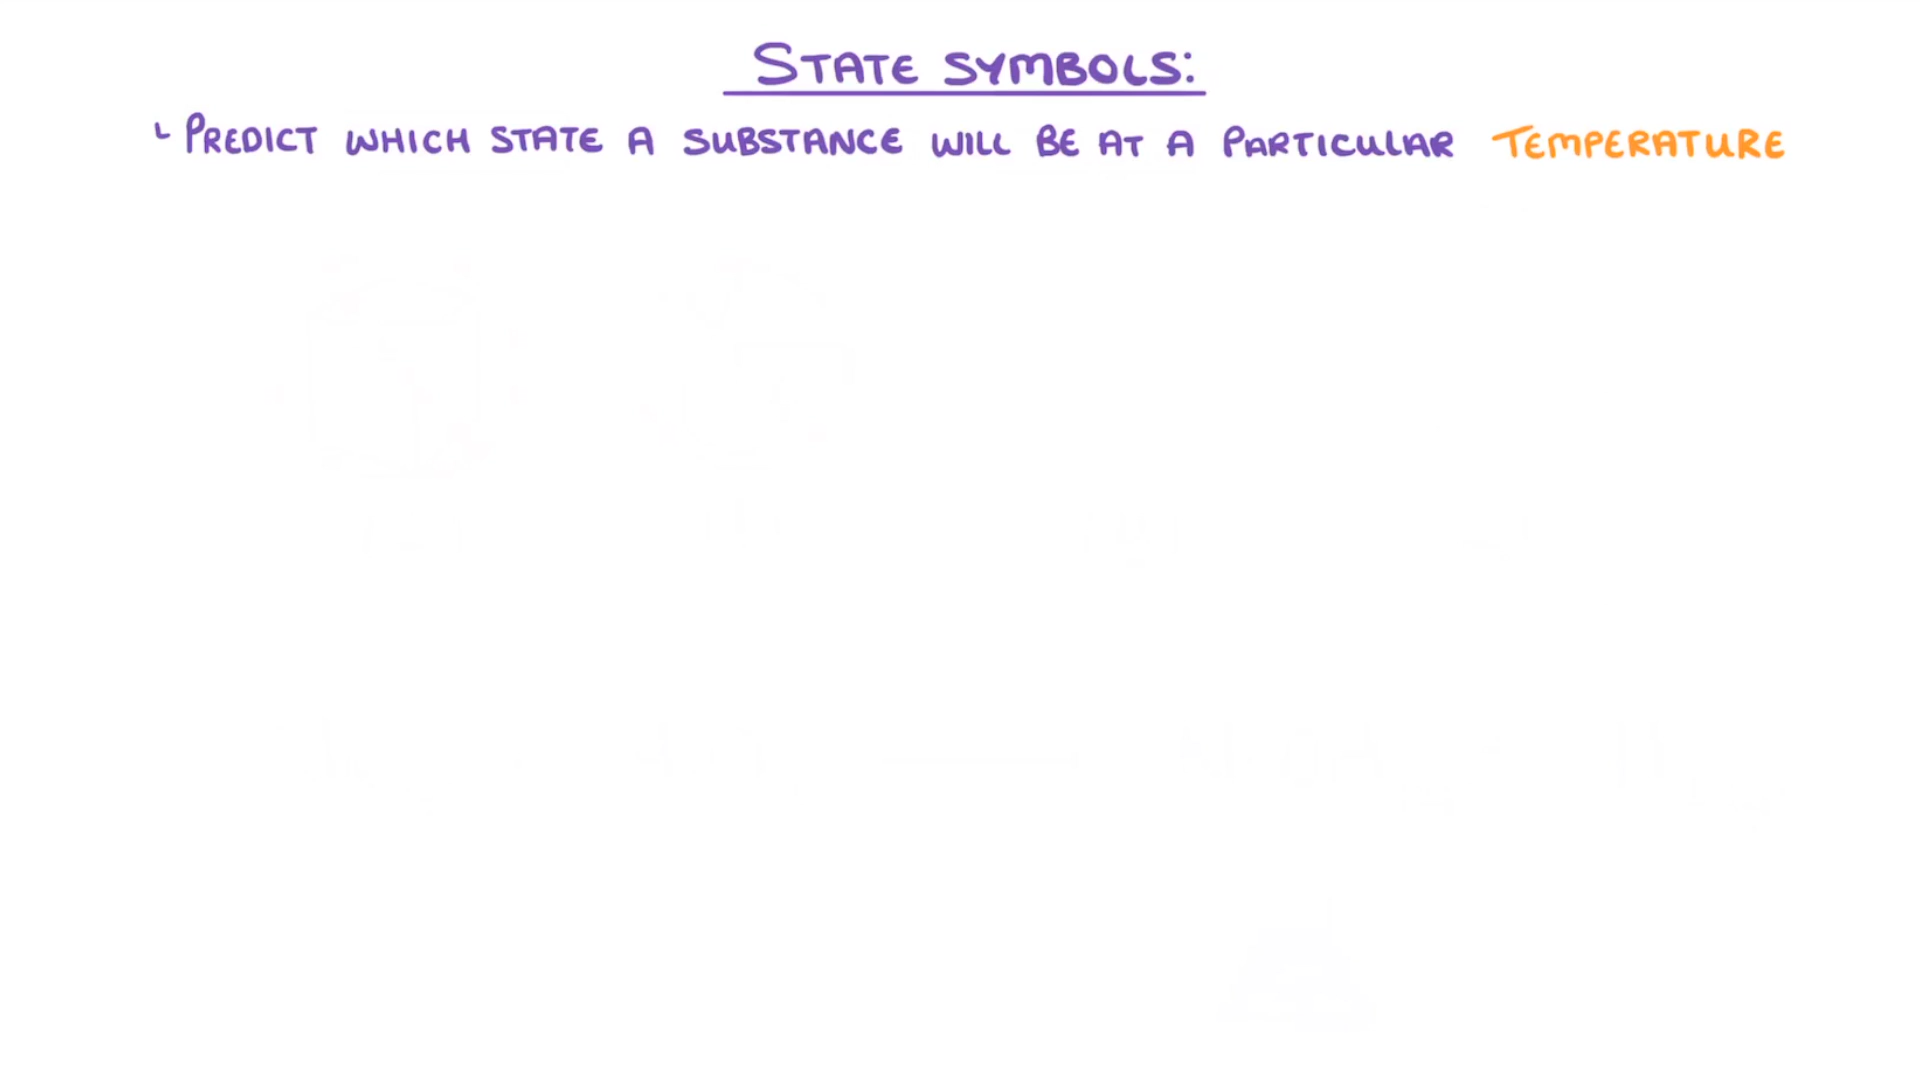 STATE SYMBOLS:
PREDICT WHICH STATE A SUBSTANCE WILL BE AT A PARTICULAR TEMPERATURE